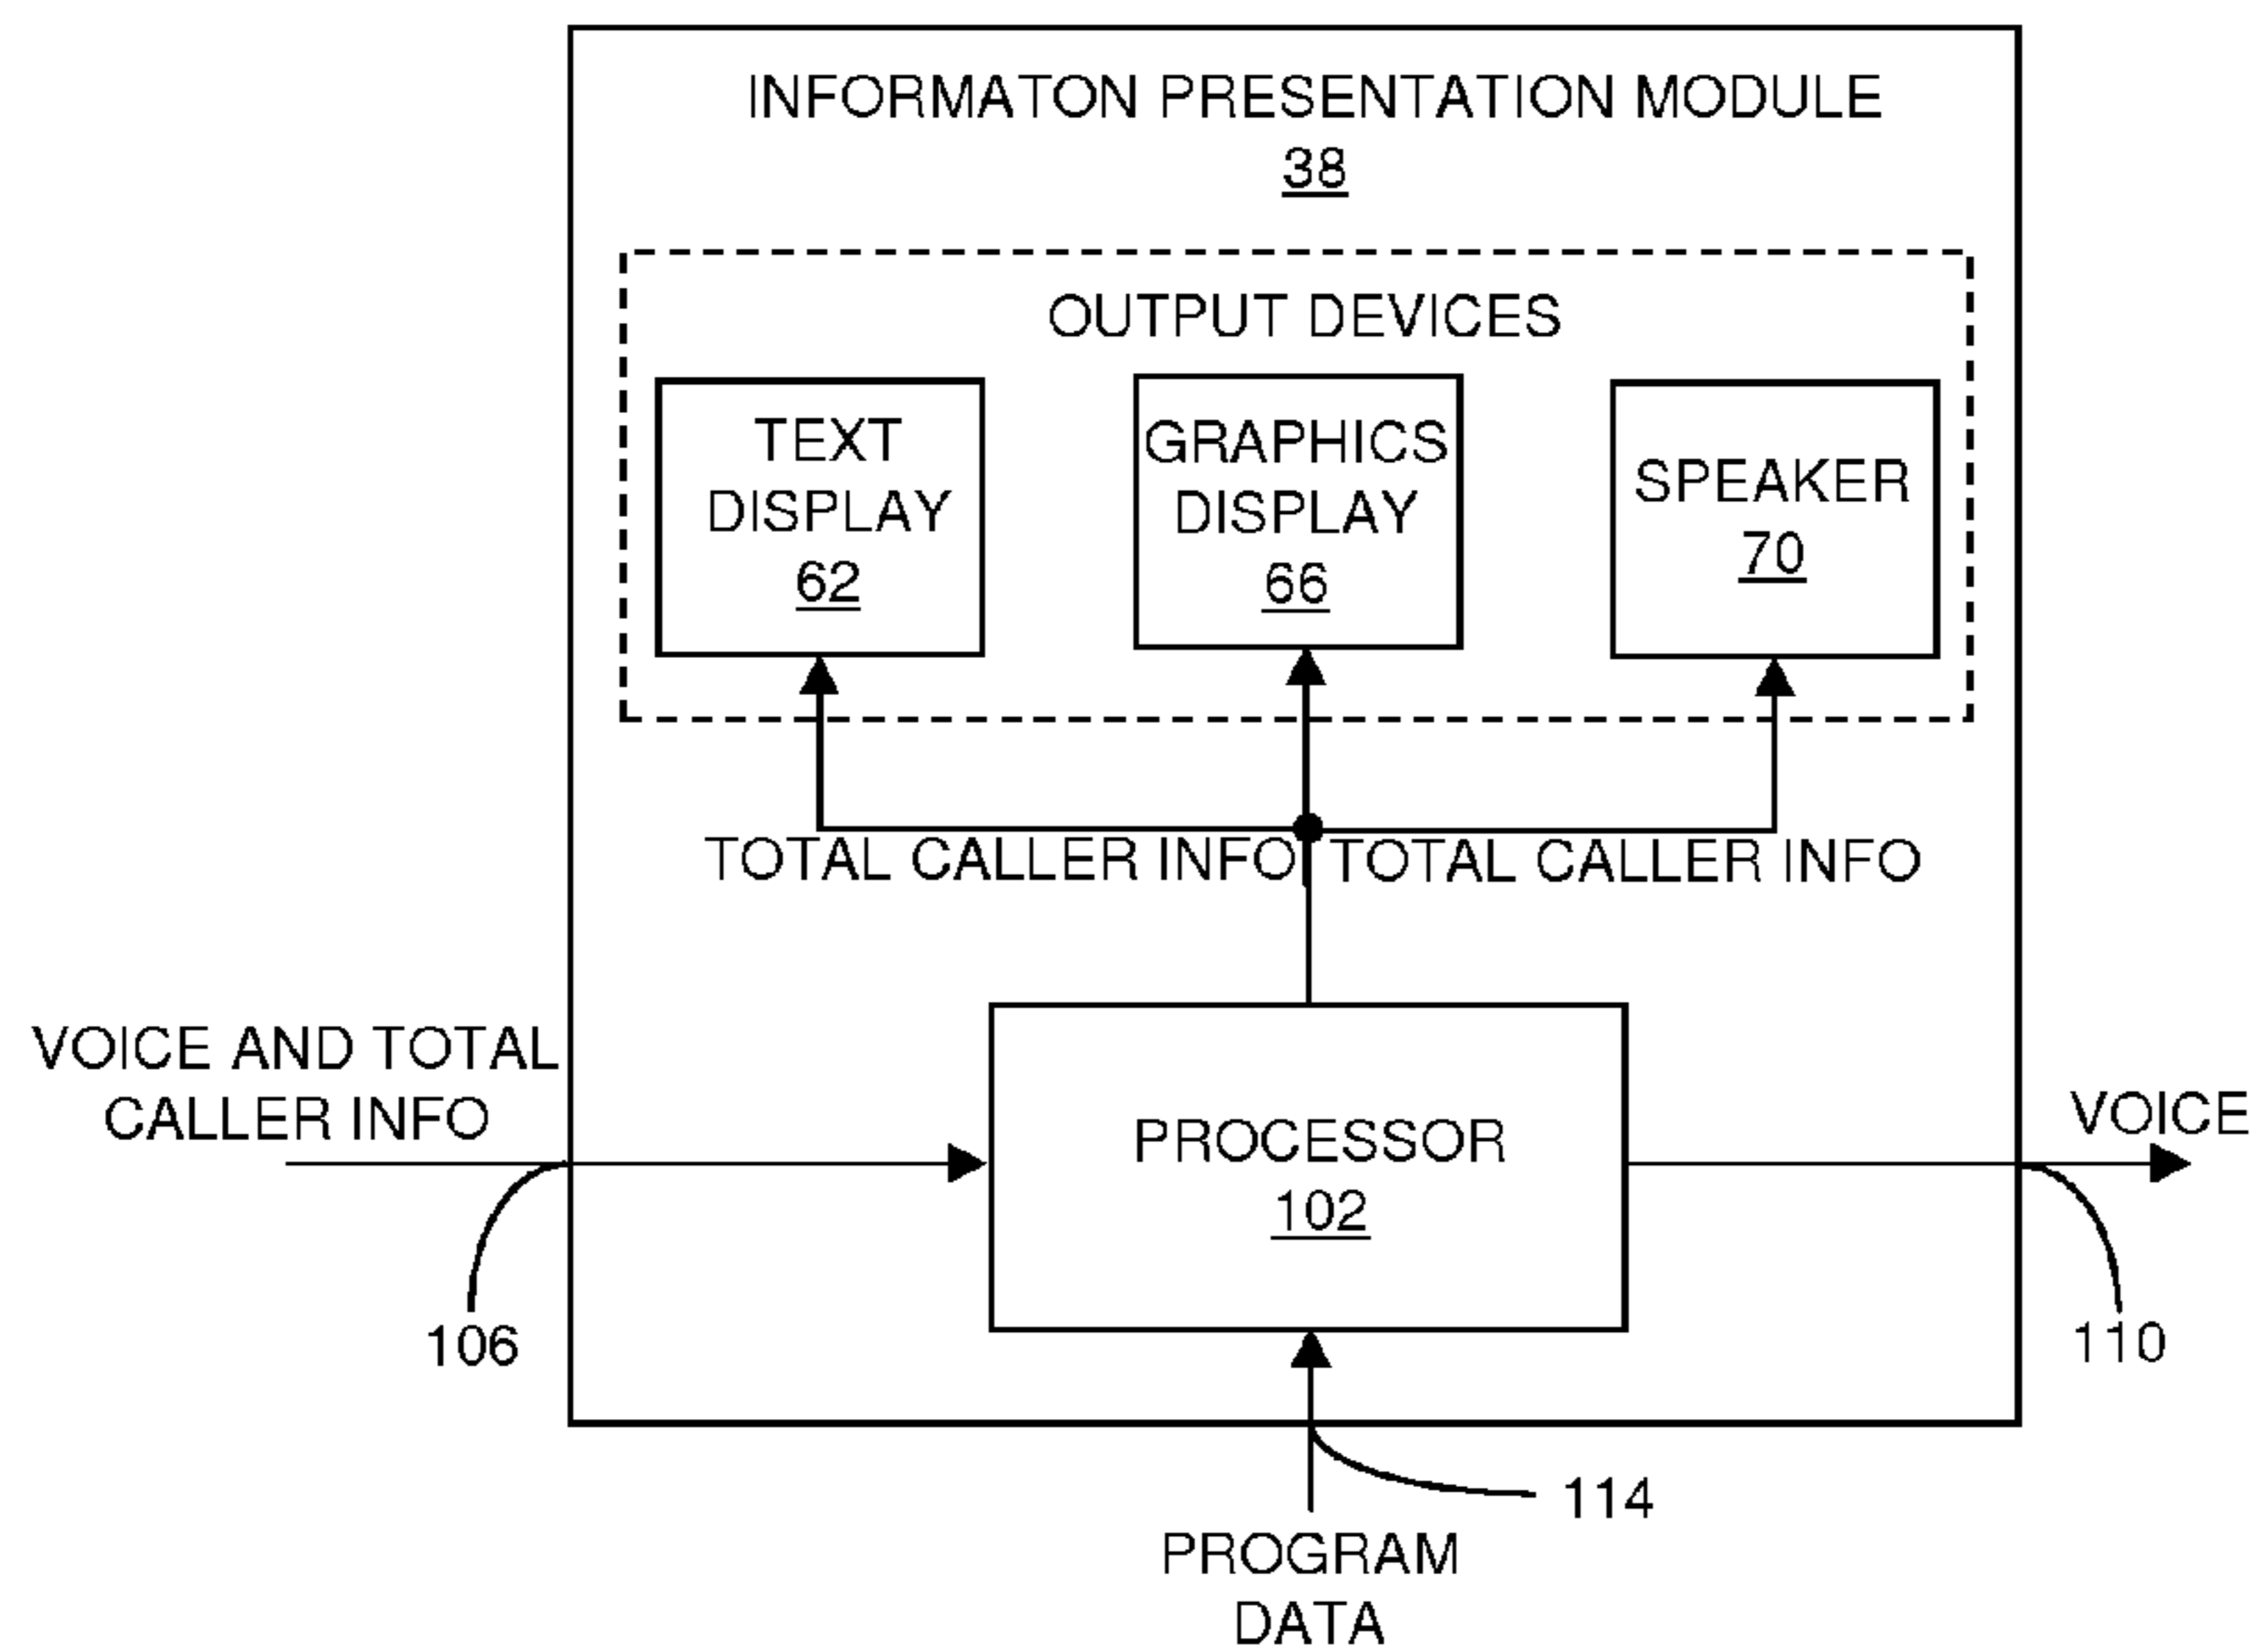 INFORMATON PRESENTATION MODULE
38
OUTPUT DEVICES
TEXT
DISPLAY
62
GRAPHICS
DISPLAY
66
SPEAKER
70
TOTAL CALLER INFO
TOTAL CALLER INFO
VOICE AND TOTAL
CALLER INFO
PROCESSOR
102
VOICE
106
110
114
PROGRAM
DATA